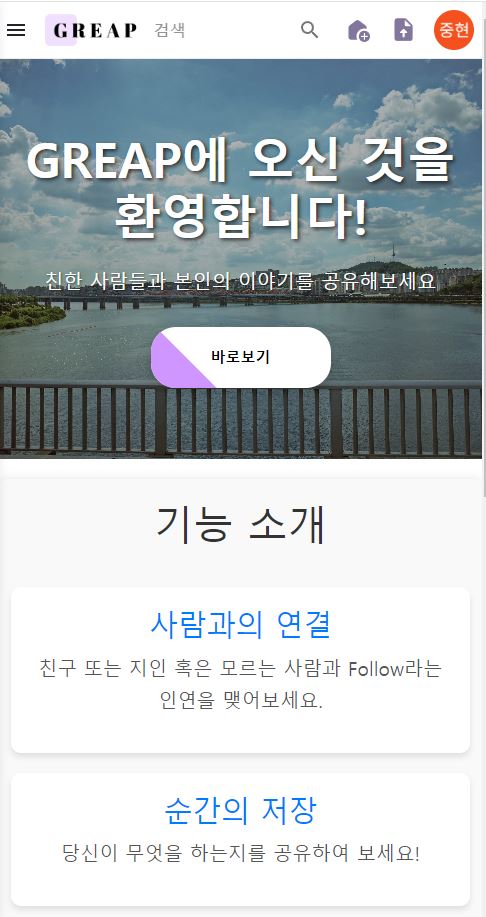 GREAP 검색 중현
GREAP에 오신 것을
환영합니다!
친한 사람들과 본인의 이야기를 공유해보세요
바로보기
기능 소개
사람과의 연결
친구 또는 지인 혹은 모르는 사람과 Follow라는
인연을 맺어보세요.
순간의 저장
당신이 무엇을 하는지를 공유하여 보세요!